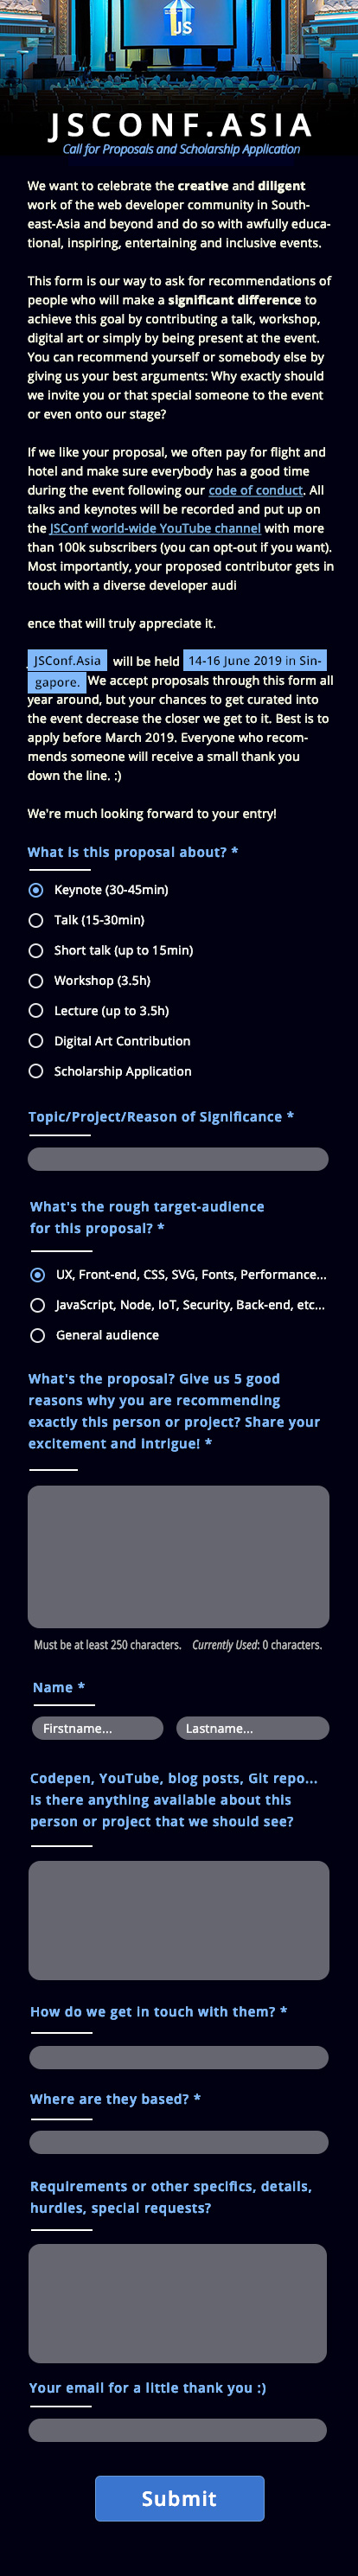 JS
JSCONF.ASIA
Call for Proposals and Scholarship Application
We want to celebrate the creative and diligent
work of the web developer community in South-
east-Asia and beyond and do so with awfully educa-
tional, inspiring, entertaining and inclusive events.
This form is our way to ask for recommendations of
people who will make a significant difference to
achieve this goal by contributing a talk, workshop,
digital art or simply by being present at the event.
You can recommend yourself or somebody else by
giving us your best arguments: Why exactly should
we invite you or that special someone to the event
or even onto our stage?
If we like your proposal, we often pay for flight and
hotel and make sure everybody has a good time
during the event following our code of conduct. All
talks and keynotes will be recorded and put up on
the JSConf world-wide YouTube channel with more
than 100k subscribers (you can opt-out if you want).
Most importantly, your proposed contributor gets in
touch with a diverse developer audi
ence that will truly appreciate it.
JSConf.Asia will be held 14-16 June 2019 in Sin-
gapore. We accept proposals through this form all
year around, but your chances to get curated into
the event decrease the closer we get to it. Best is to
apply before March 2019. Everyone who recom-
mends someone will receive a small thank you
down the line. :)
We're much looking forward to your entry!
What is this proposal about? *
Keynote (30-45min)
Talk (15-30min)
Short talk (up to 15min)
Workshop (3.5h)
Lecture (up to 3.5h)
Digital Art Contribution
Scholarship Application
Topic/Project/Reason of Significance *
What's the rough target-audience
for this proposal? *
UX, Front-end, CSS, SVG, Fonts, Performance...
JavaScript, Node, IoT, Security, Back-end, etc...
General audience
What's the proposal? Give us 5 good
reasons why you are recommending
exactly this person or project? Share your
excitement and intrigue! *
Must be at least 250 characters. Currently Used: 0 characters.
Name *
Firstname... Lastname...
Codepen, YouTube, blog posts, Git repo...
Is there anything available about this
person or project that we should see?
How do we get in touch with them? *
Where are they based? *
Requirements or other specifics, details,
hurdles, special requests?
Your email for a little thank you :)
Submit